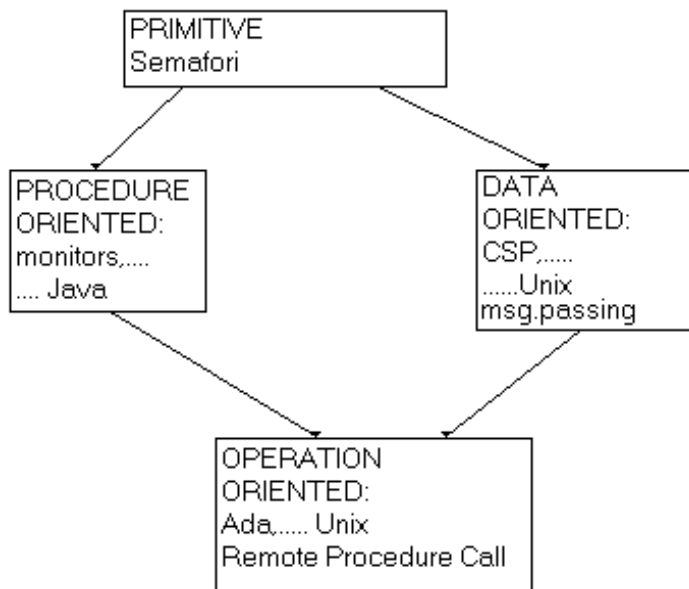 PRIMITIVE
Semafori
PROCEDURE
ORIENTED:
monitors,....
.... Java
DATA
ORIENTED:
CSP,.....
......Unix
msg.passing
OPERATION
ORIENTED:
Ada,..... Unix
Remote Procedure Call